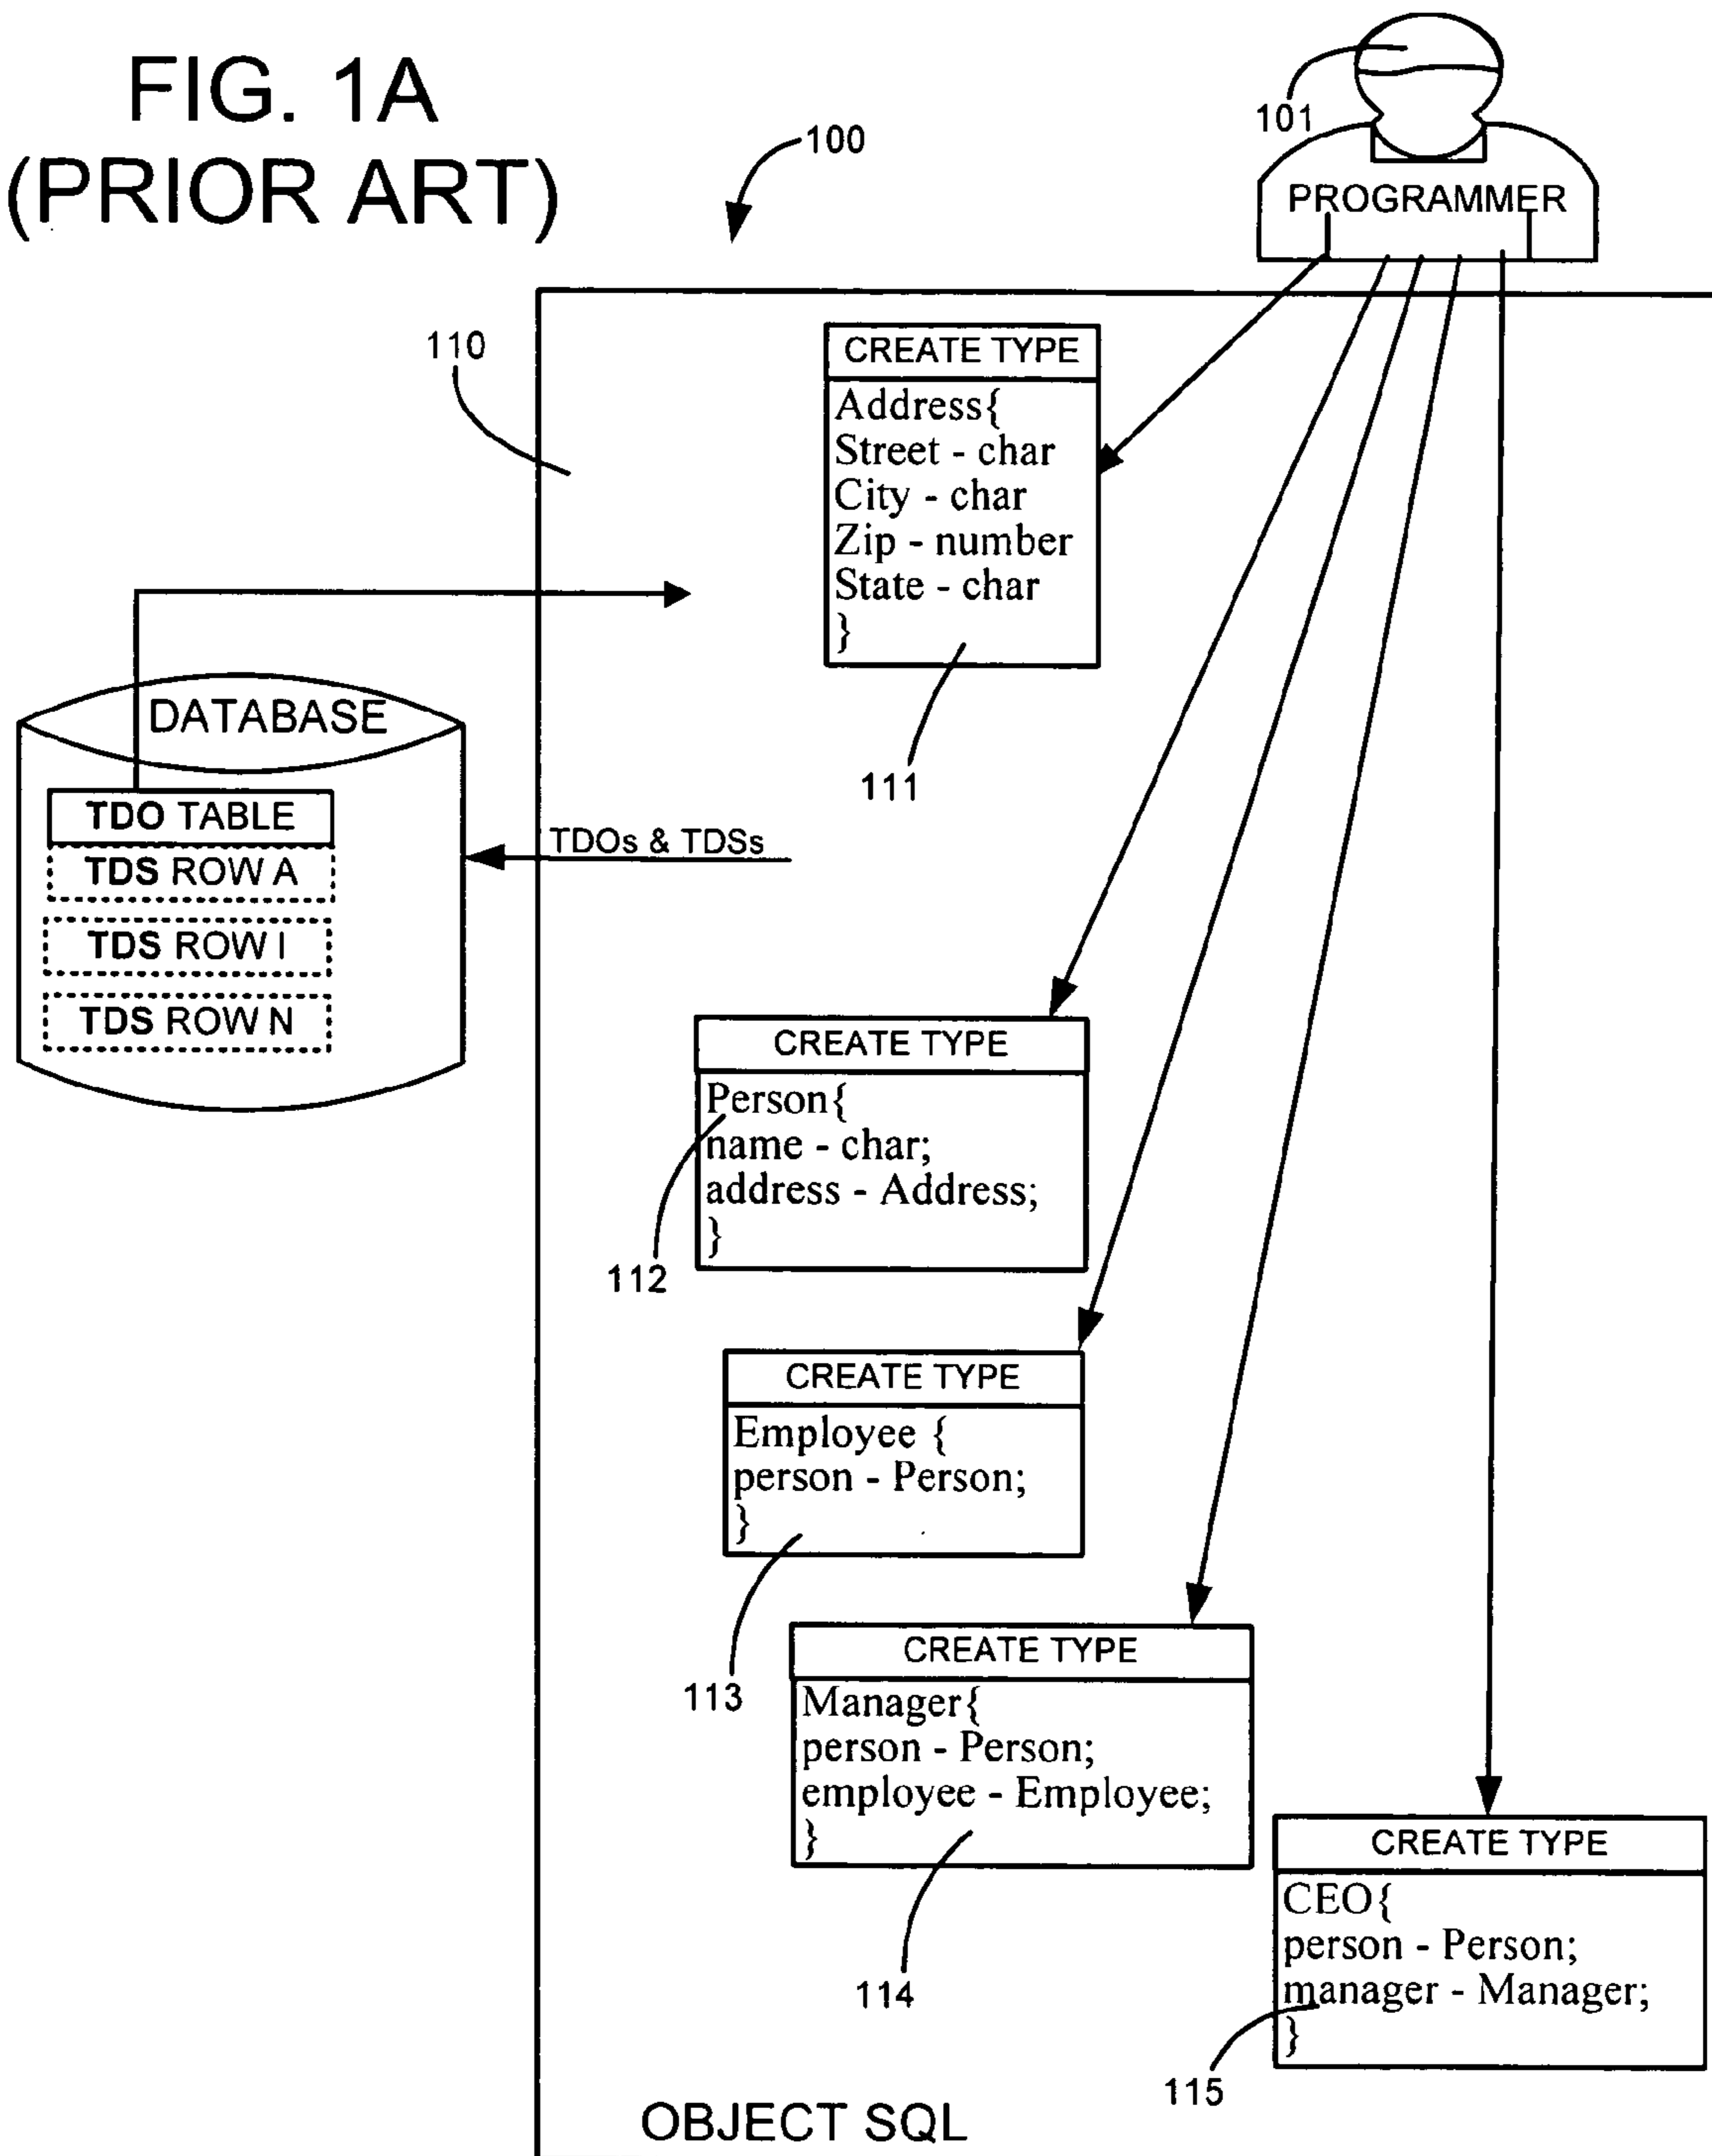 FIG. 1A
(PRIOR ART)
100
101
PROGRAMMER
110
CREATE TYPE
Address{
Street - char
City - char
Zip - number
State - char
}
111
DATABASE
TDO TABLE
TDS ROW A
TDS ROW I
TDS ROW N
TDOs & TDSs
CREATE TYPE
Person{
name - char;
address - Address;
}
112
CREATE TYPE
Employee {
person - Person;
}
113
CREATE TYPE
Manager{
person - Person;
employee - Employee;
}
114
CREATE TYPE
CEO{
person - Person;
manager - Manager;
}
115
OBJECT SQL